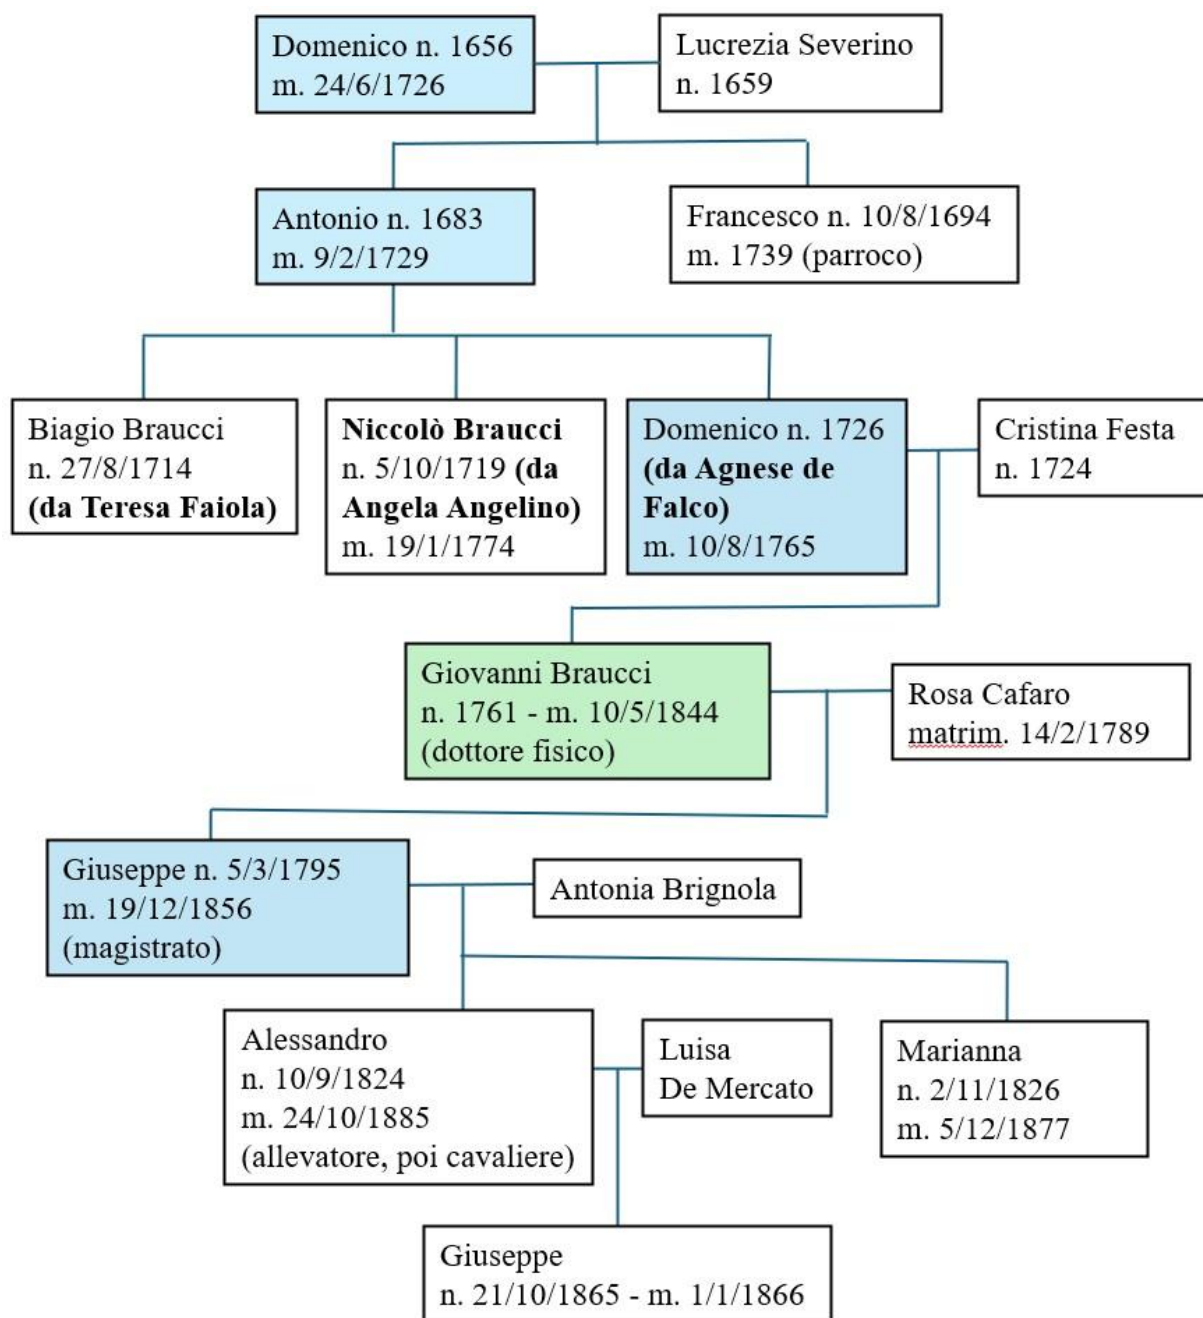 Domenico n. 1656
m. 24/6/1726
Lucrezia Severino
n. 1659
Antonio n. 1683
m. 9/2/1729
Francesco n. 10/8/1694
m. 1739 (parroco)
Biagio Braucci
n. 27/8/1714
(da Teresa Faiola)
Niccolò Braucci
n. 5/10/1719 (da
Angela Angelino)
m. 19/1/1774
Domenico n. 1726
(da Agnese de
Falco)
m. 10/8/1765
Cristina Festa
n. 1724
Giovanni Braucci
n. 1761 - m. 10/5/1844
(dottore fisico)
Rosa Cafaro
matrim. 14/2/1789
Giuseppe n. 5/3/1795
m. 19/12/1856
(magistrato)
Antonia Brignola
Alessandro
n. 10/9/1824
m. 24/10/1885
(allevatore, poi cavaliere)
Luisa
De Mercato
Marianna
n. 2/11/1826
m. 5/12/1877
Giuseppe
n. 21/10/1865 - m. 1/1/1866